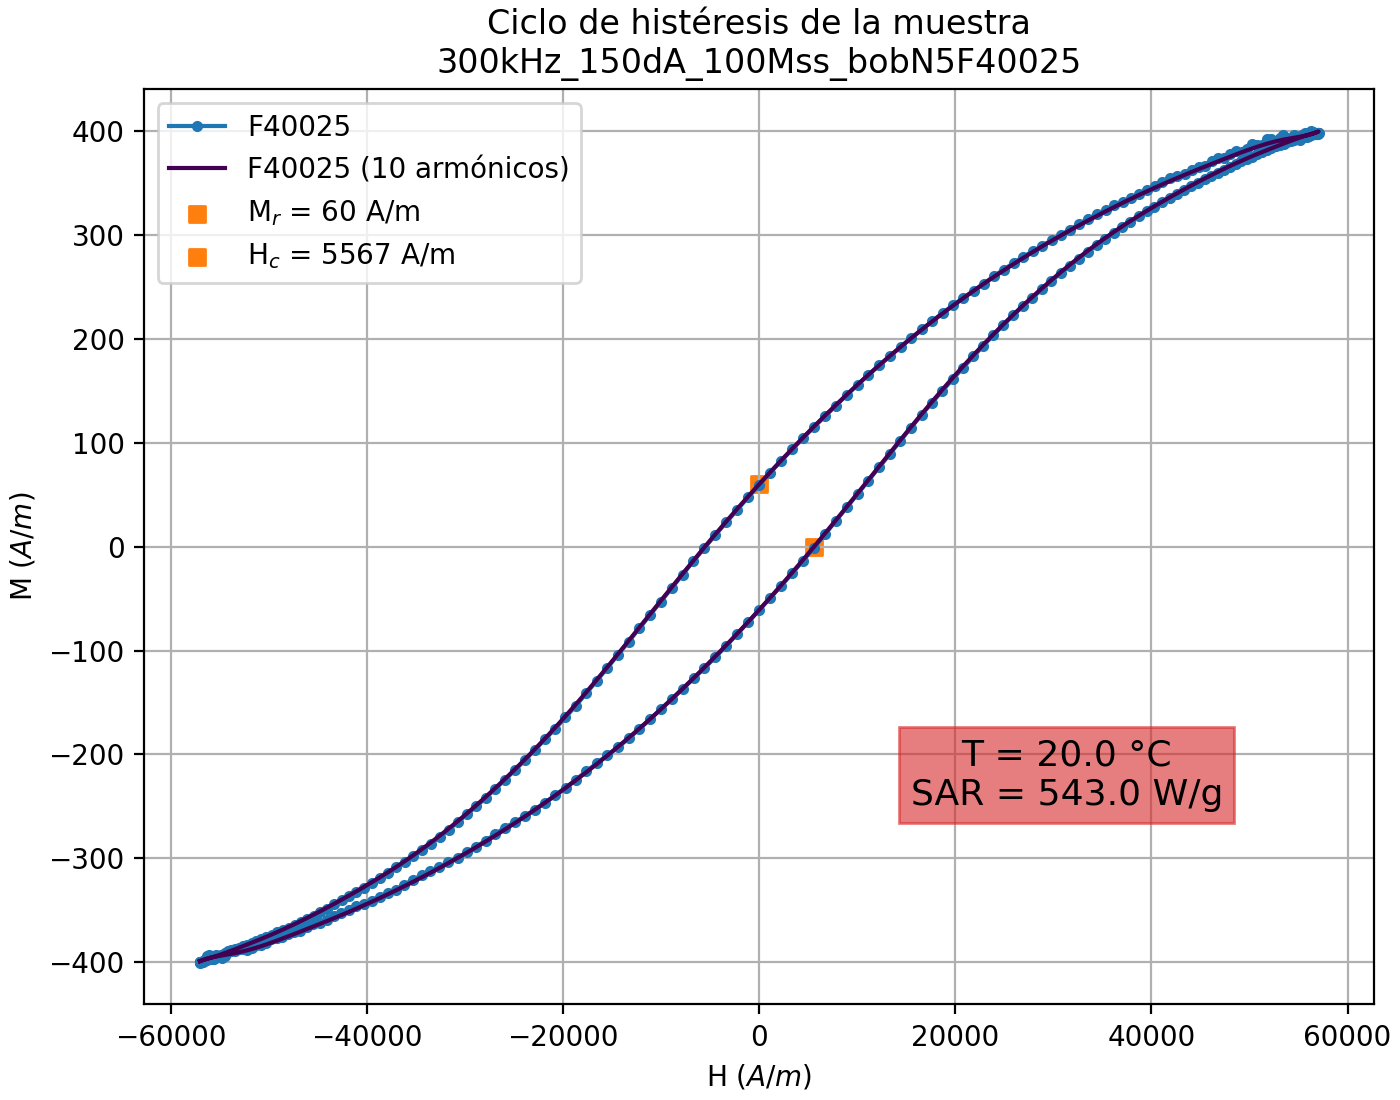 Ciclo de histéresis de la muestra
300kHz_150dA_100Mss_bobN5F40025
F40025
F40025 (10 armónicos)
Mᵣ = 60 A/m
H꜀ = 5567 A/m
400
300
200
100
0
−100
−200
−300
−400
M (A/m)
T = 20.0 °C
SAR = 543.0 W/g
−60000 −40000 −20000 0 20000 40000 60000
H (A/m)